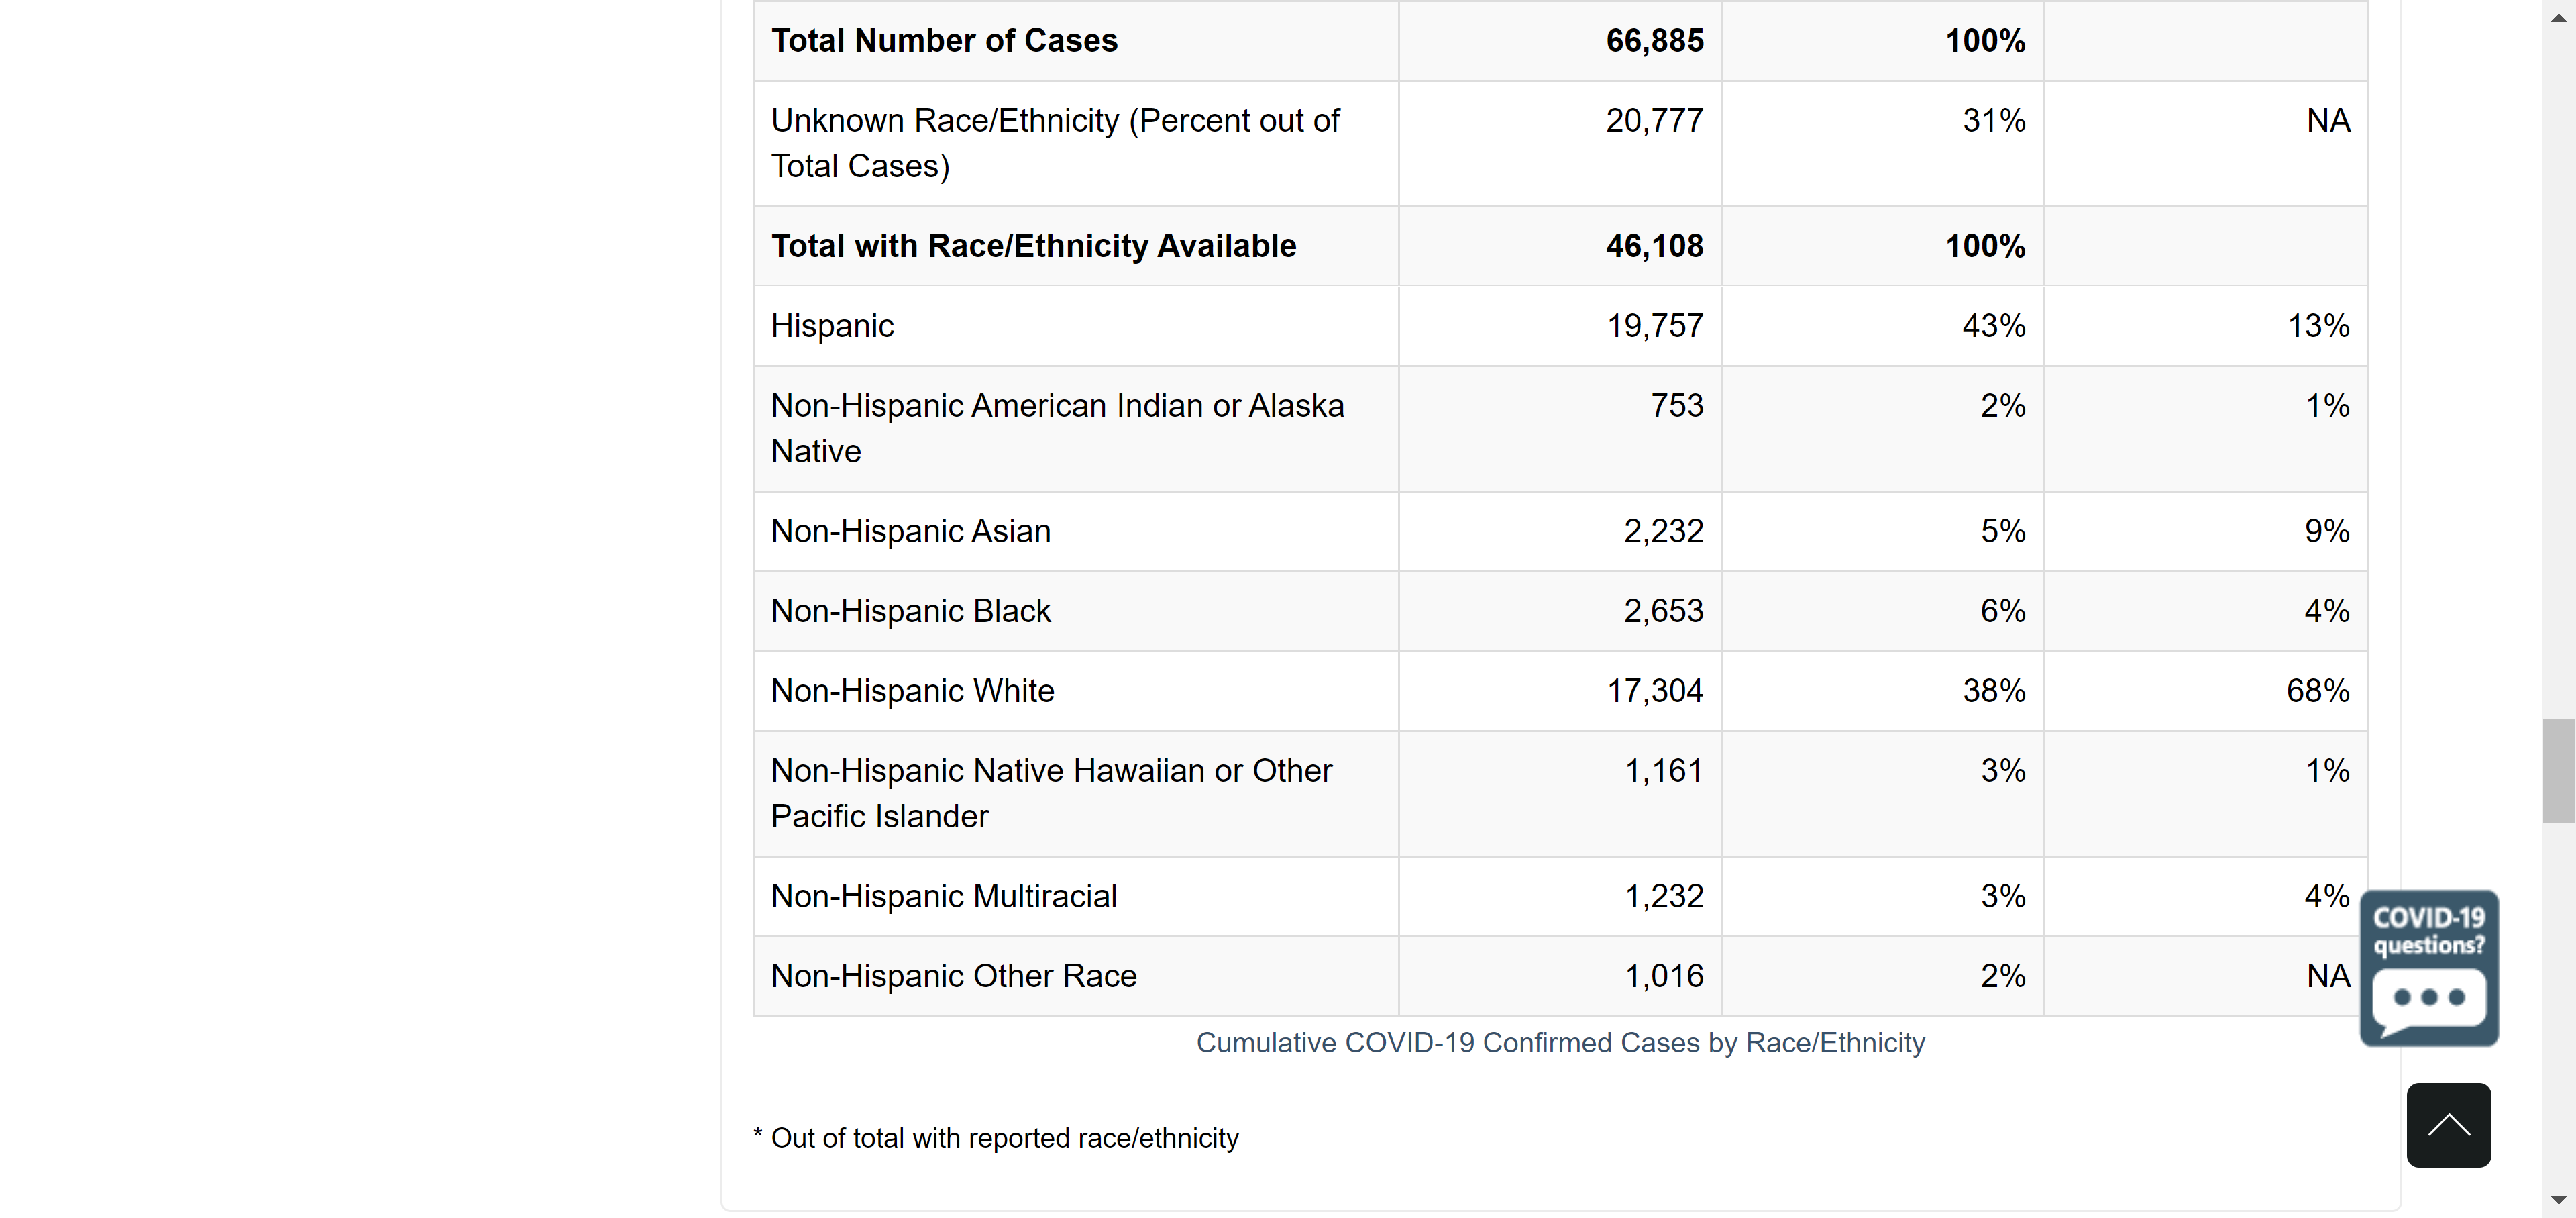 Total Number of Cases 66,885 100%
Unknown Race/Ethnicity (Percent out of 20,777 31% NA
Total Cases)
Total with Race/Ethnicity Available 46,108 100%
Hispanic 19,757 43% 13%
Non-Hispanic American Indian or Alaska 753 2% 1%
Native
Non-Hispanic Asian 2,232 5% 9%
Non-Hispanic Black 2,653 6% 4%
Non-Hispanic White 17,304 38% 68%
Non-Hispanic Native Hawaiian or Other 1,161 3% 1%
Pacific Islander
Non-Hispanic Multiracial 1,232 3% 4%
Non-Hispanic Other Race 1,016 2% NA
COVID-19
questions?
Cumulative COVID-19 Confirmed Cases by Race/Ethnicity
* Out of total with reported race/ethnicity